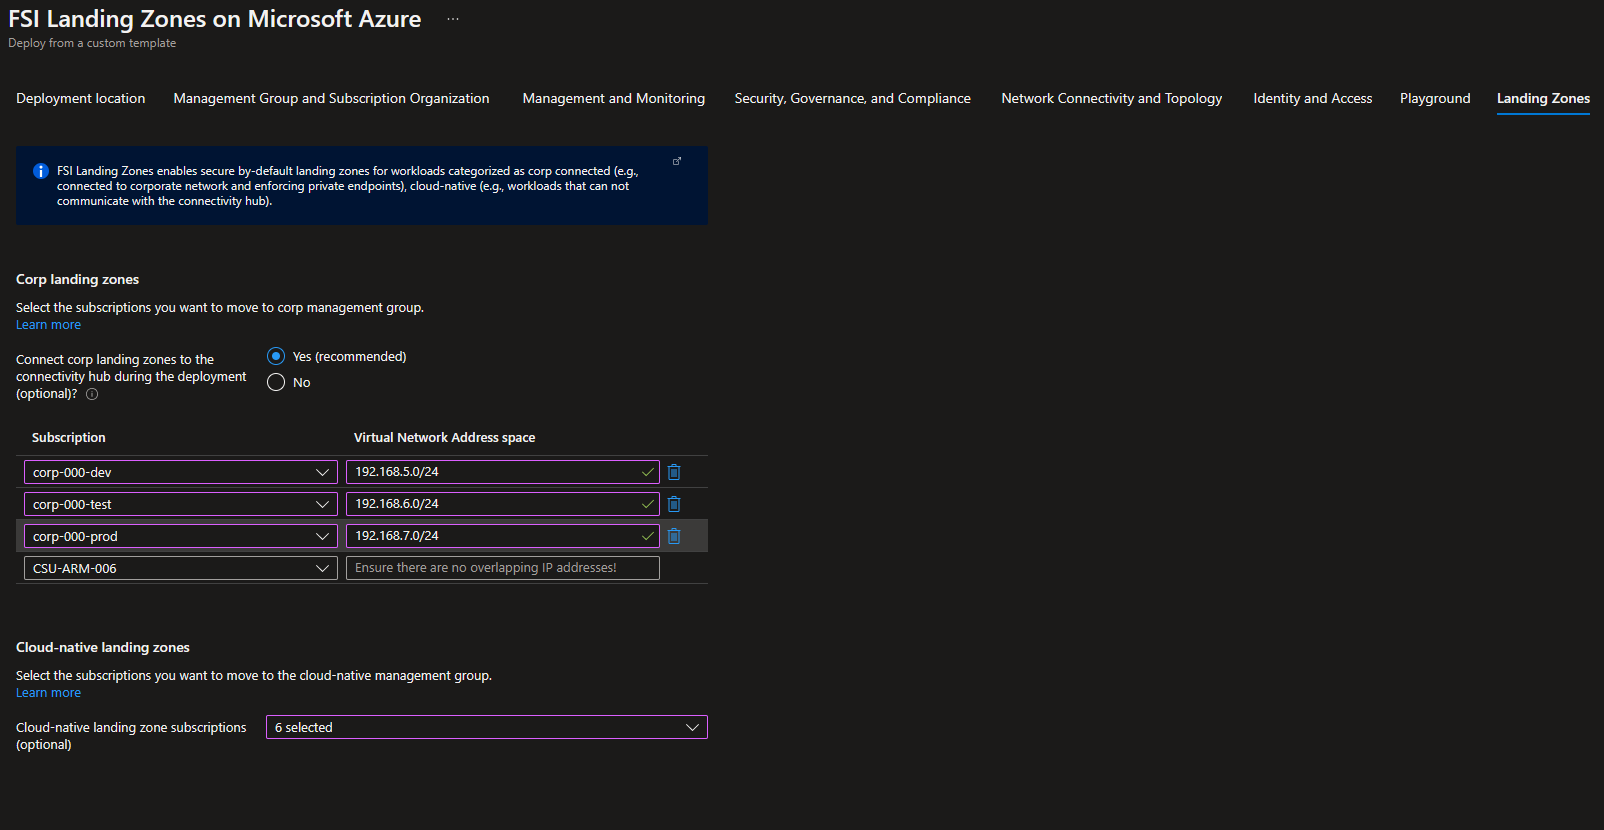 FSI Landing Zones on Microsoft Azure ...
Deploy from a custom template
Deployment location Management Group and Subscription Organization Management and Monitoring Security, Governance, and Compliance Network Connectivity and Topology Identity and Access Playground Landing Zones
FSI Landing Zones enables secure by-default landing zones for workloads categorized as corp connected (e.g.,
connected to corporate network and enforcing private endpoints), cloud-native (e.g., workloads that can not
communicate with the connectivity hub).
Corp landing zones
Select the subscriptions you want to move to corp management group.
Learn more
Connect corp landing zones to the
connectivity hub during the deployment
(optional)?
Yes (recommended)
No
Subscription Virtual Network Address space
corp-000-dev 192.168.5.0/24
corp-000-test 192.168.6.0/24
corp-000-prod 192.168.7.0/24
CSU-ARM-006 Ensure there are no overlapping IP addresses!
Cloud-native landing zones
Select the subscriptions you want to move to the cloud-native management group.
Learn more
Cloud-native landing zone subscriptions
(optional)
6 selected